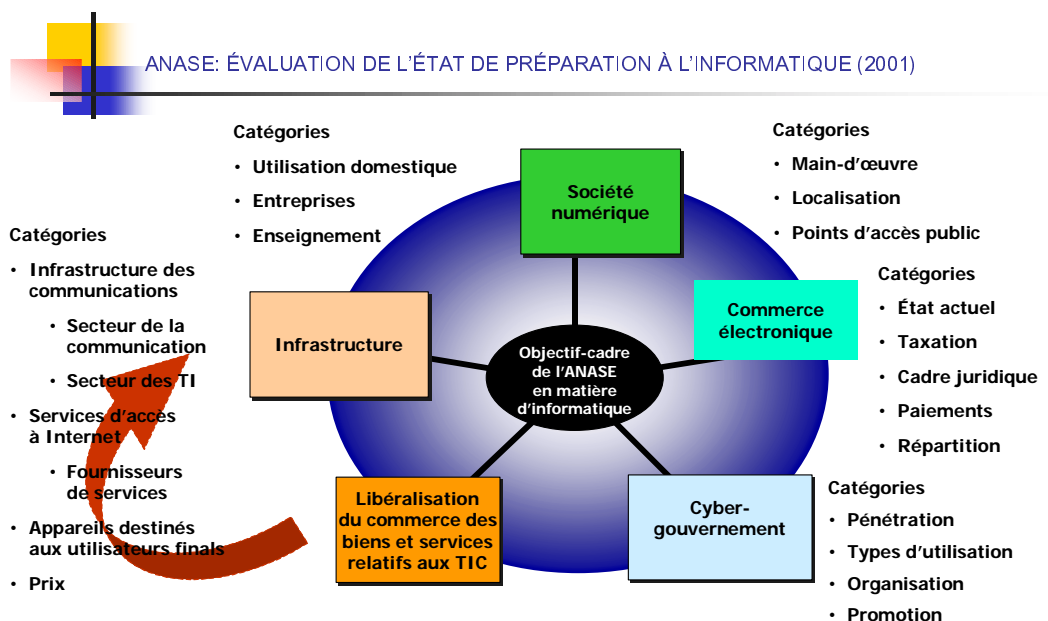 ANASE: ÉVALUATION DE L'ÉTAT DE PRÉPARATION À L'INFORMATIQUE (2001)
Catégories
• Utilisation domestique
• Entreprises
• Enseignement
Société
numérique
Catégories
• Main-d'œuvre
• Localisation
• Points d'accès public
Catégories
• Infrastructure des
communications
• Secteur de la
communication
• Secteur des TI
• Services d'accès
à Internet
• Fournisseurs
de services
• Appareils destinés
aux utilisateurs finals
• Prix
Infrastructure
Objectif-cadre
de l'ANASE
en matière
d'informatique
Commerce
électronique
Catégories
• État actuel
• Taxation
• Cadre juridique
• Paiements
• Répartition
Libéralisation
du commerce des
biens et services
relatifs aux TIC
Cyber-
gouvernement
Catégories
• Pénétration
• Types d'utilisation
• Organisation
• Promotion